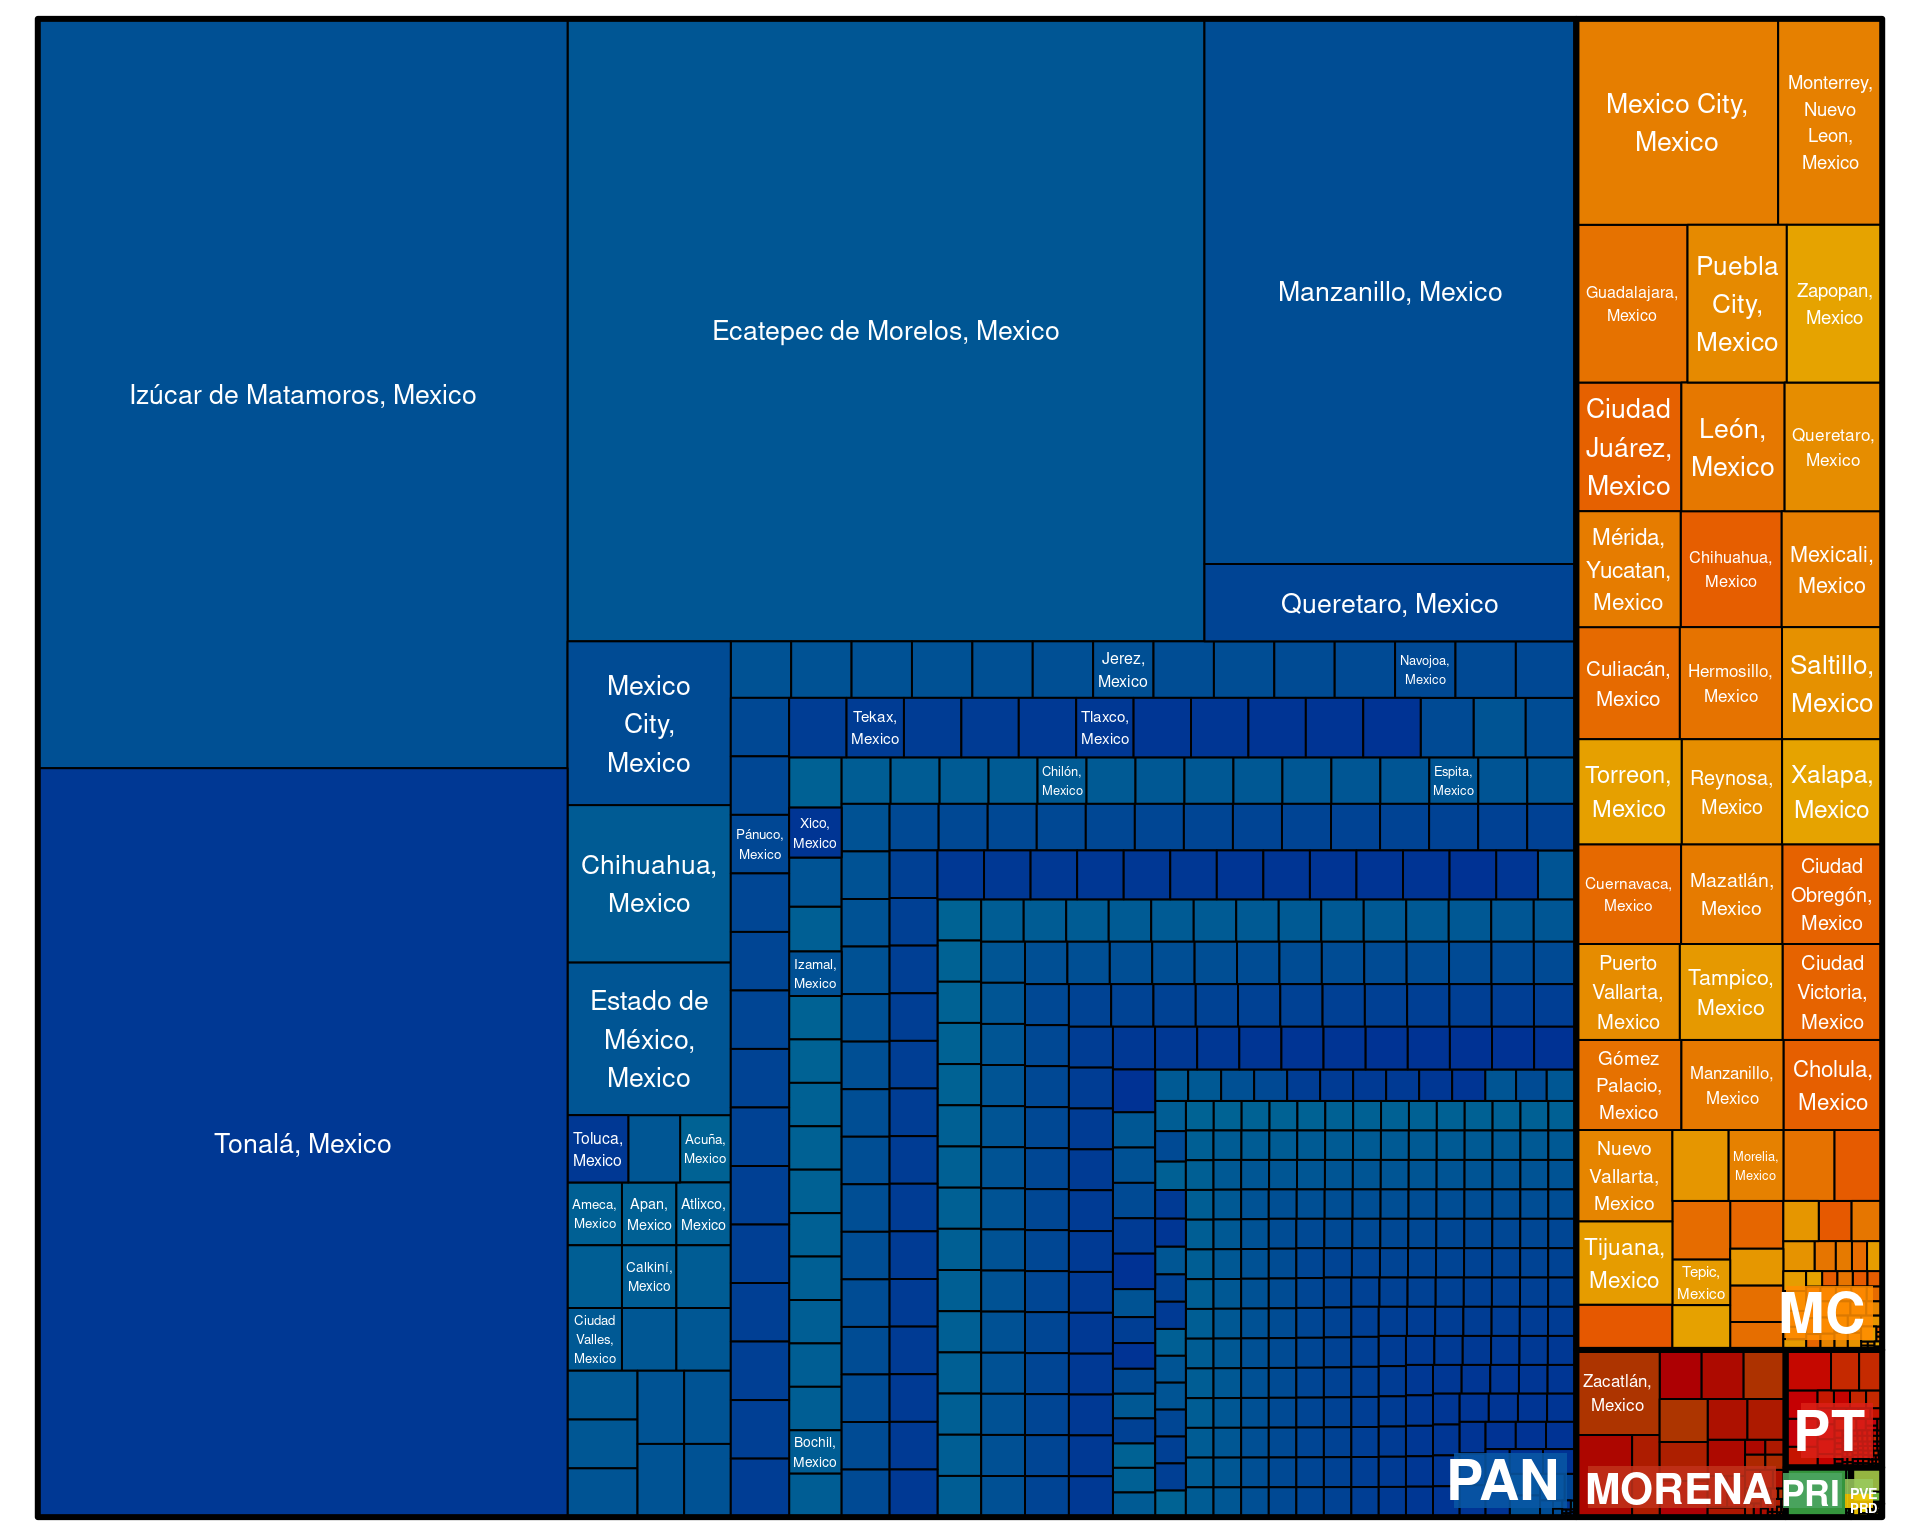 Izúcar de Matamoros, Mexico
Tonalá, Mexico
Ecatepec de Morelos, Mexico
Manzanillo, Mexico
Queretaro, Mexico
Mexico
City,
Mexico
Chihuahua,
Mexico
Estado de
México,
Mexico
Toluca,
Mexico
Acuña,
Mexico
Ameca,
Mexico
Apan,
Mexico
Atlixco,
Mexico
Calkiní,
Mexico
Ciudad
Valles,
Mexico
Jerez,
Mexico
Navojoa,
Mexico
Tekax,
Mexico
Tlaxco,
Mexico
Chilón,
Mexico
Espita,
Mexico
Pánuco,
Mexico
Xico,
Mexico
Izamal,
Mexico
Bochil,
Mexico
PAN
Mexico City,
Mexico
Monterrey,
Nuevo
Leon,
Mexico
Guadalajara,
Mexico
Puebla
City,
Mexico
Zapopan,
Mexico
Ciudad
Juárez,
Mexico
León,
Mexico
Queretaro,
Mexico
Mérida,
Yucatan,
Mexico
Chihuahua,
Mexico
Mexicali,
Mexico
Culiacán,
Mexico
Hermosillo,
Mexico
Saltillo,
Mexico
Torreon,
Mexico
Reynosa,
Mexico
Xalapa,
Mexico
Cuernavaca,
Mexico
Mazatlán,
Mexico
Ciudad
Obregón,
Mexico
Puerto
Vallarta,
Mexico
Tampico,
Mexico
Ciudad
Victoria,
Mexico
Gómez
Palacio,
Mexico
Manzanillo,
Mexico
Cholula,
Mexico
Nuevo
Vallarta,
Mexico
Morelia,
Mexico
Tijuana,
Mexico
Tepic,
Mexico
MC
Zacatlán,
Mexico
MORENA
PT
PRI
PVE
PRD